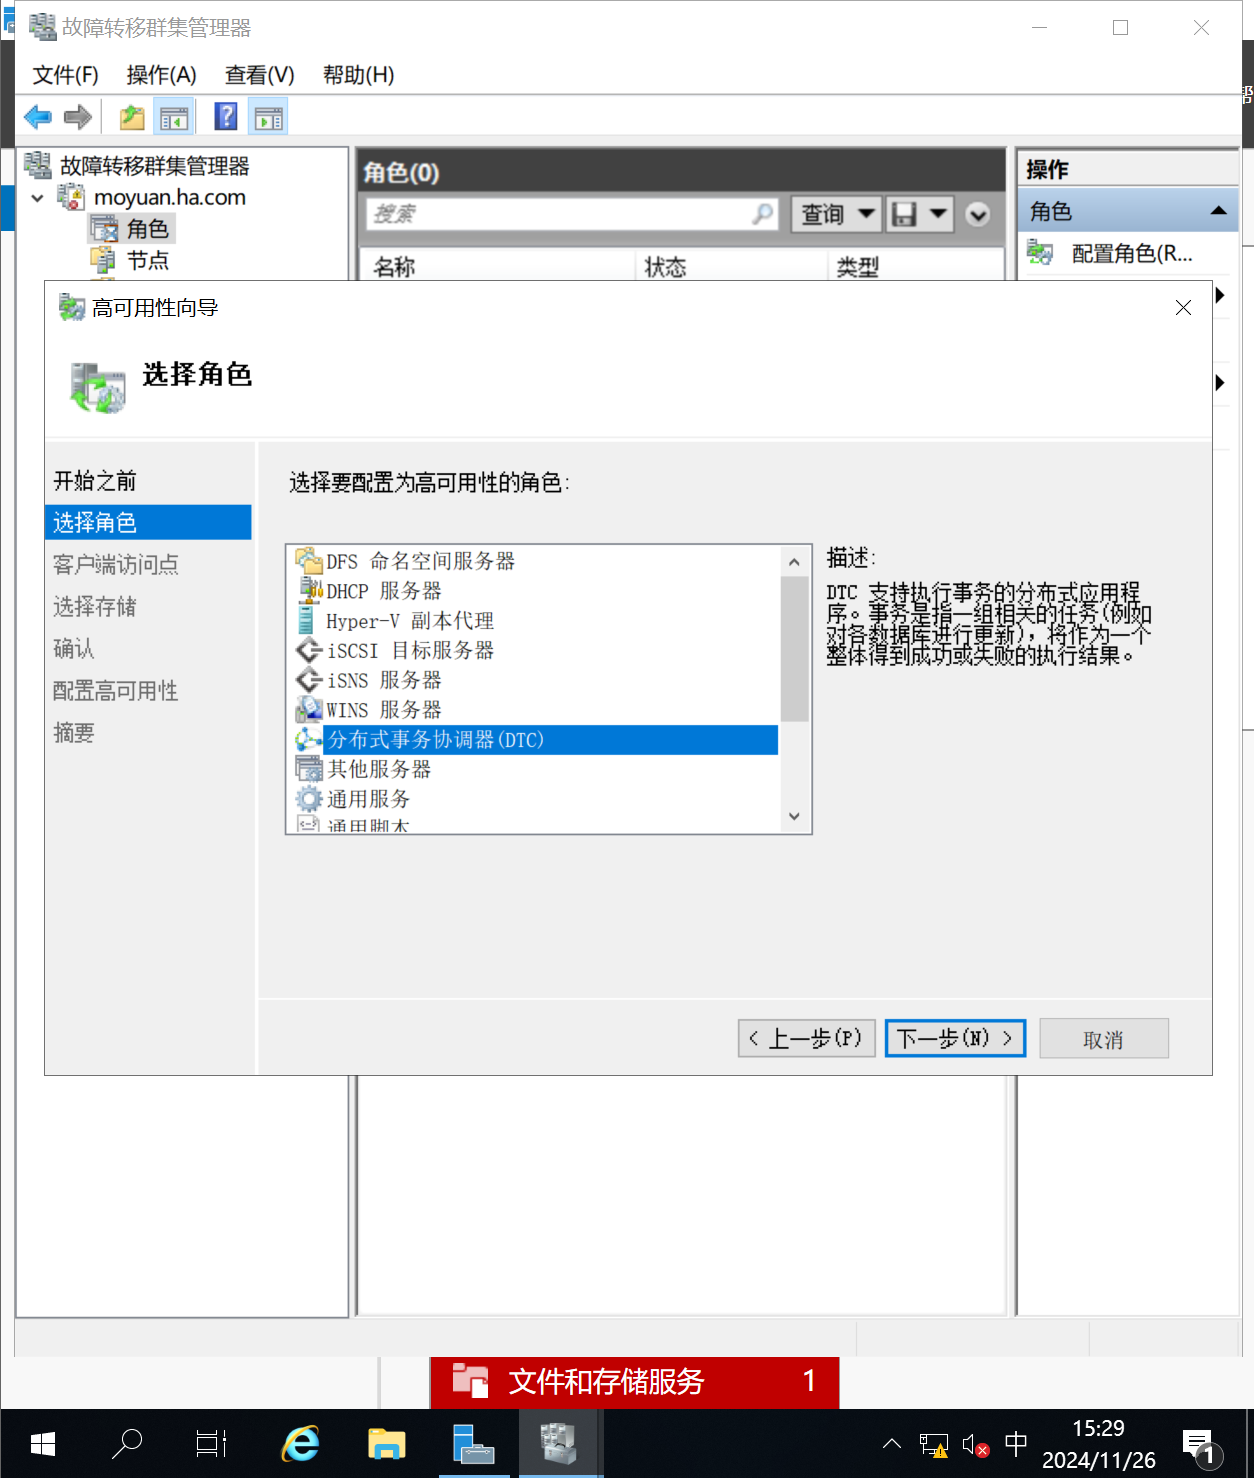 故障转移群集管理器
文件(F) 操作(A) 查看(V) 帮助(H)
故障转移群集管理器
moyuan.ha.com
角色
节点
角色(0)
搜索
查询
名称 状态 类型
操作
角色
配置角色(R...
高可用性向导
选择角色
开始之前
选择角色
客户端访问点
选择存储
确认
配置高可用性
摘要
选择要配置为高可用性的角色:
DFS 命名空间服务器
DHCP 服务器
Hyper-V 副本代理
iSCSI 目标服务器
iSNS 服务器
WINS 服务器
分布式事务协调器(DTC)
其他服务器
通用服务
通用脚本
描述:
DTC 支持执行事务的分布式应用程
序。事务是指一组相关的任务(例如
对各数据库进行更新)，将作为一个
整体得到成功或失败的执行结果。
< 上一步(P) 下一步(N) > 取消
文件和存储服务 1
中
15:29
2024/11/26
1